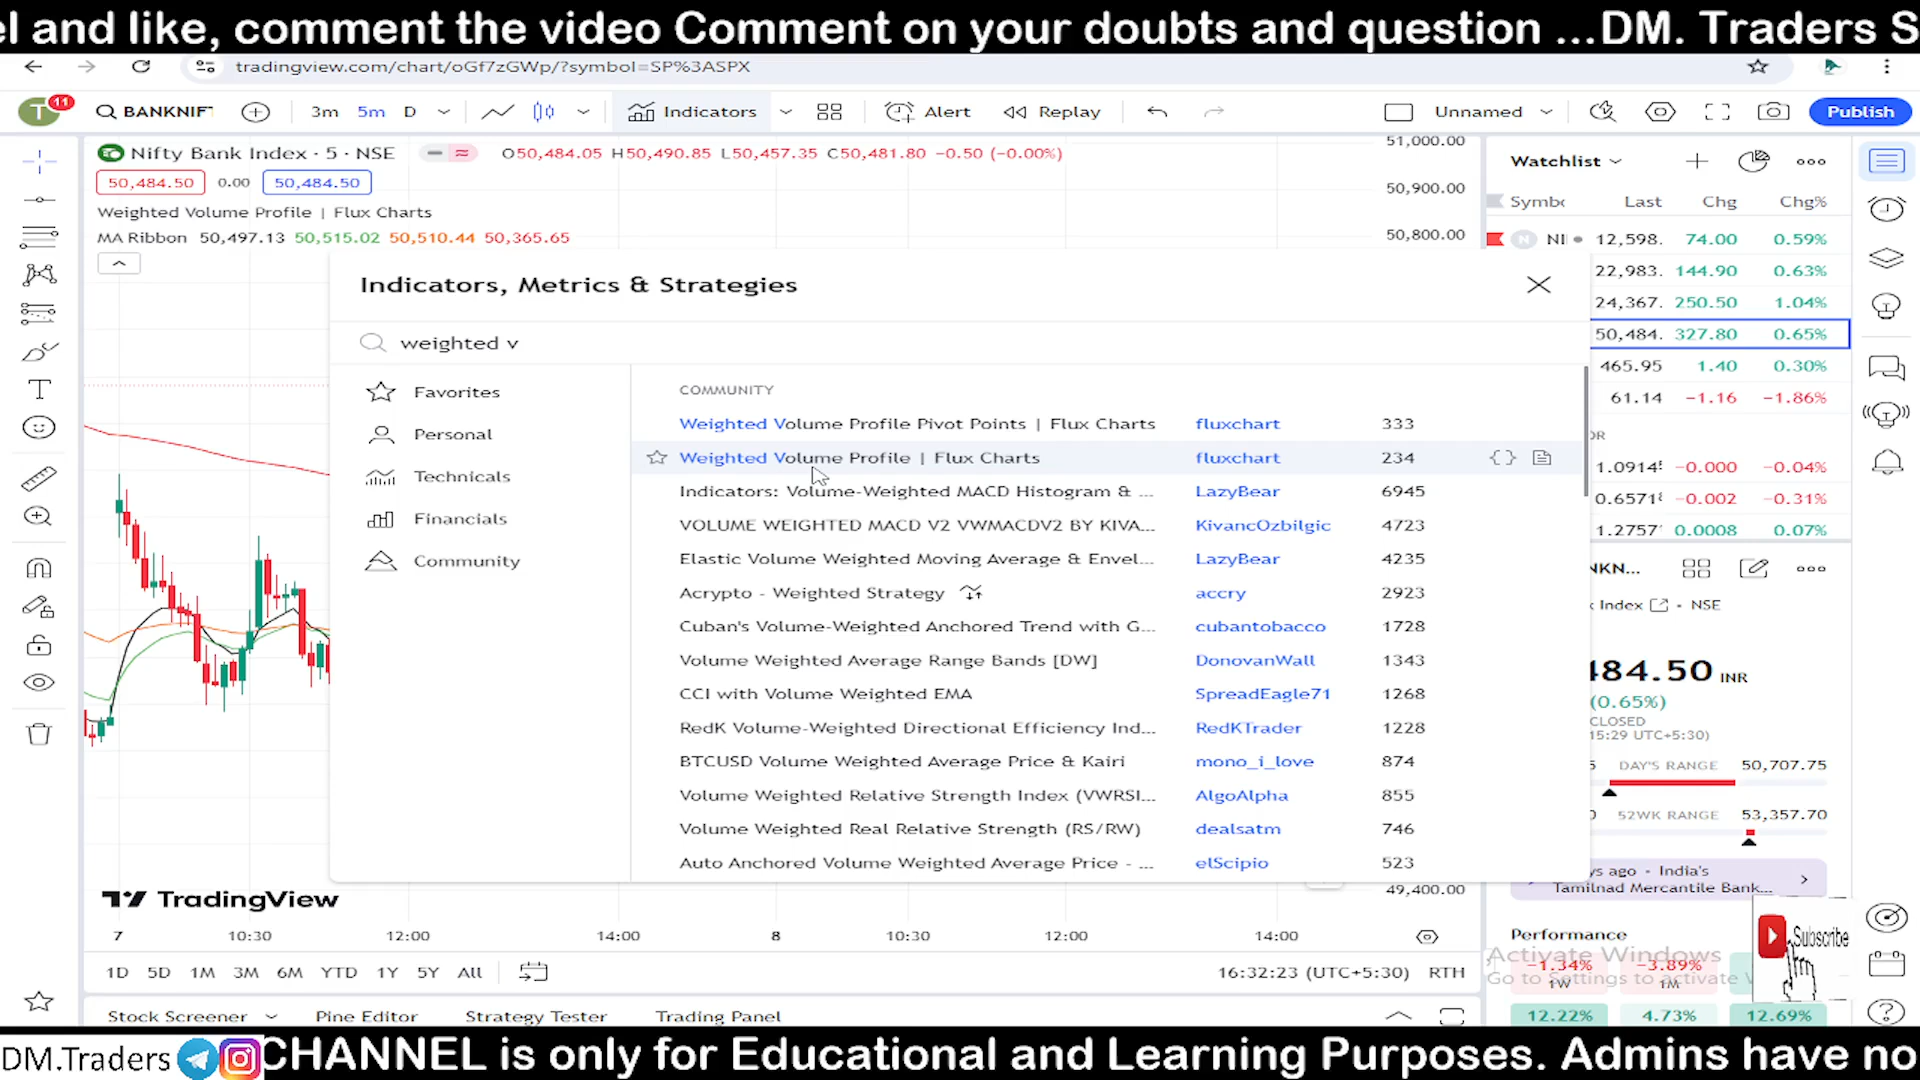 el and like, comment the video Comment on your doubts and question ...DM. Traders S
tradingview.com/chart/oGf7zGWp/?symbol=SP%3ASPX
T 11 BANKNIFT 3m 5m D Indicators Alert Replay Unnamed Publish
Nifty Bank Index · 5 · NSE O50,484.05 H50,490.85 L50,457.35 C50,481.80 −0.50 (−0.00%)
50,484.50 0.00 50,484.50
Weighted Volume Profile | Flux Charts
MA Ribbon 50,497.13 50,515.02 50,510.44 50,365.65
51,000.00
50,900.00
50,800.00
Indicators, Metrics & Strategies
weighted v
Favorites
Personal
Technicals
Financials
Community
COMMUNITY
Weighted Volume Profile Pivot Points | Flux Charts fluxchart 333
Weighted Volume Profile | Flux Charts fluxchart 234
Indicators: Volume-Weighted MACD Histogram & ... LazyBear 6945
VOLUME WEIGHTED MACD V2 VWMACDV2 BY KIVA... KivancOzbilgic 4723
Elastic Volume Weighted Moving Average & Envel... LazyBear 4235
Acrypto - Weighted Strategy accry 2923
Cuban's Volume-Weighted Anchored Trend with G... cubantobacco 1728
Volume Weighted Average Range Bands [DW] DonovanWall 1343
CCI with Volume Weighted EMA SpreadEagle71 1268
RedK Volume-Weighted Directional Efficiency Ind... RedKTrader 1228
BTCUSD Volume Weighted Average Price & Kairi mono_i_love 874
Volume Weighted Relative Strength Index (VWRSI... AlgoAlpha 855
Volume Weighted Real Relative Strength (RS/RW) dealsatm 746
Auto Anchored Volume Weighted Average Price - ... elScipio 523
49,400.00
TradingView
7 10:30 12:00 14:00 8 10:30 12:00 14:00
1D 5D 1M 3M 6M YTD 1Y 5Y All 16:32:23 (UTC+5:30) RTH
Stock Screener Pine Editor Strategy Tester Trading Panel
Watchlist
Symbo Last Chg Chg%
N NI 12,598. 74.00 0.59%
22,983. 144.90 0.63%
24,367. 250.50 1.04%
50,484. 327.80 0.65%
465.95 1.40 0.30%
61.14 −1.16 −1.86%
OR
1.0914 −0.000 −0.04%
0.6571 −0.002 −0.31%
1.2757 0.0008 0.07%
NKN...
Index · NSE
484.50 INR
(0.65%)
CLOSED
15:29 UTC+5:30)
DAY'S RANGE 50,707.75
52WK RANGE 53,357.70
ys ago · India's
Tamilnad Mercantile Bank...
Performance
−1.34% −3.89%
1W 1M
12.22% 4.73% 12.69%
Activate Windows
Go to Settings to activate
Subscribe
DM.Traders CHANNEL is only for Educational and Learning Purposes. Admins have no